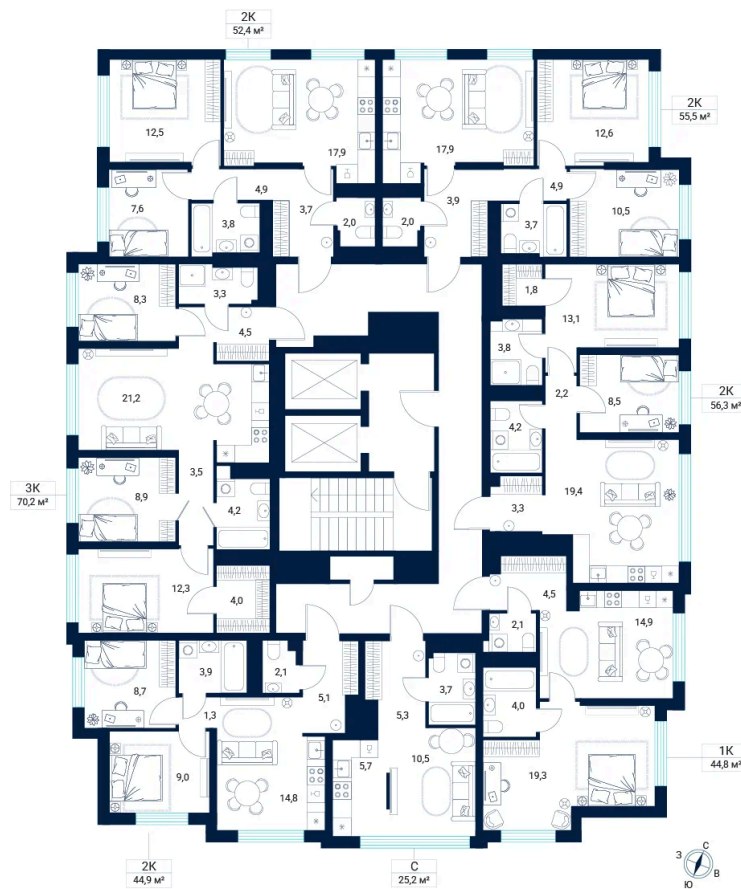 2К
52,4 м²
12,5
17,9
17,9
12,6
2К
55,5 м²
7,6
3,8
4,9
3,7
2,0
2,0
3,9
3,7
4,9
10,5
8,3
3,3
4,5
1,8
13,1
3,8
21,2
2,2
8,5
2К
56,3 м²
4,2
3К
70,2 м²
8,9
3,5
4,2
3,3
19,4
12,3
4,0
4,5
2,1
14,9
8,7
3,9
2,1
5,1
5,3
3,7
4,0
1,3
9,0
14,8
5,7
10,5
19,3
1К
44,8 м²
2К
44,9 м²
С
25,2 м²
С
З
В
Ю